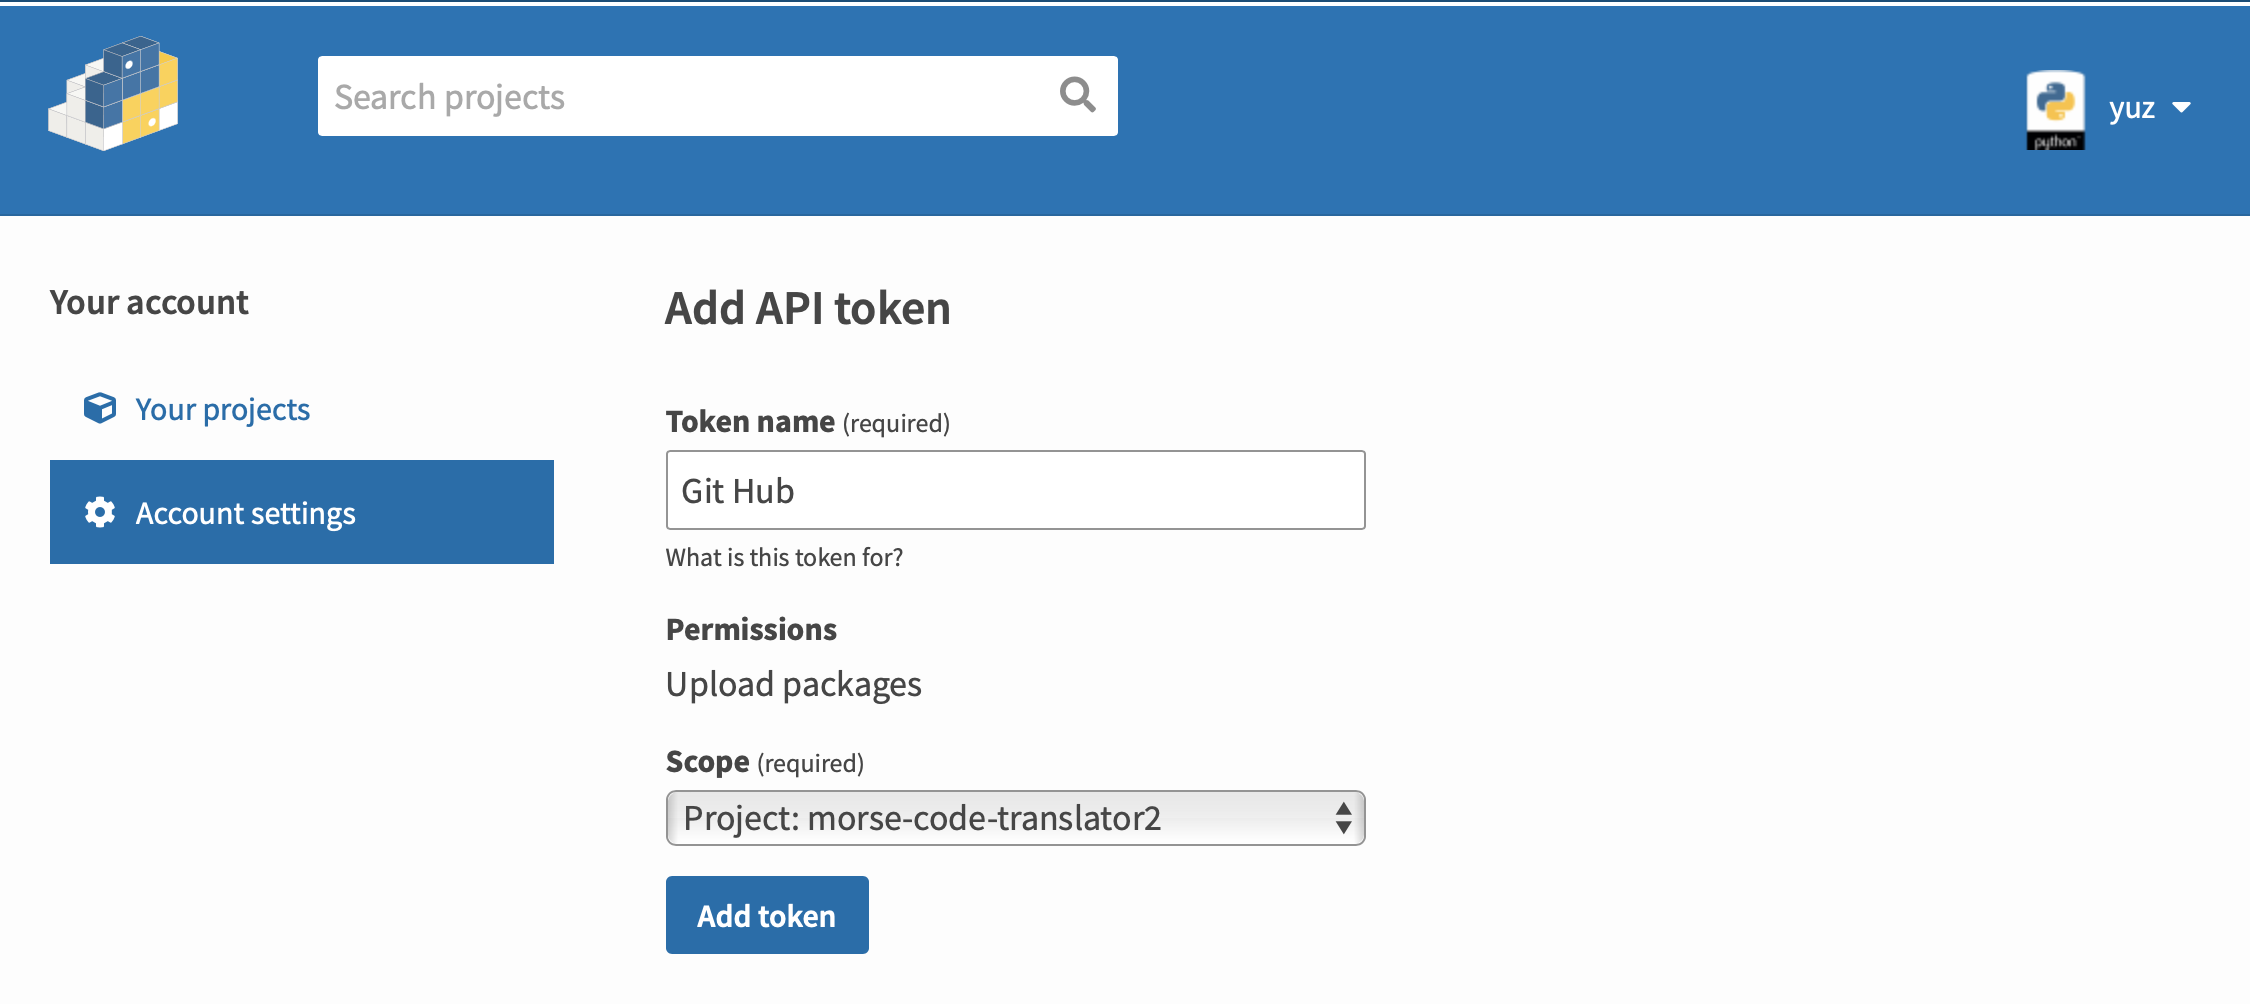 Search projects
python
yuz
Your account
Your projects
Account settings
Add API token
Token name (required)
Git Hub
What is this token for?
Permissions
Upload packages
Scope (required)
Project: morse-code-translator2
Add token